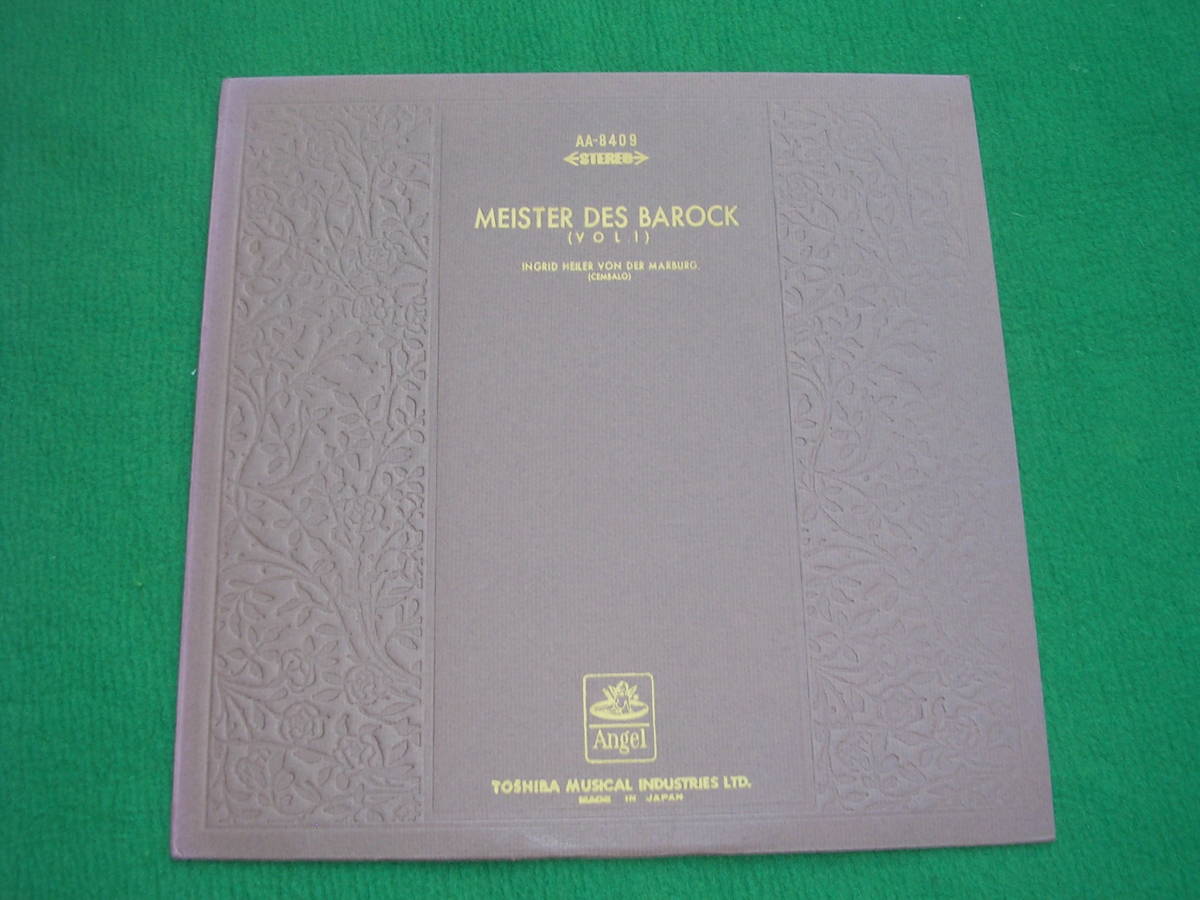 AA-8409
STEREO
MEISTER DES BAROCK
(VOL.I)
INGRID HEILER VON DER MARBURG.
(CEMBALO)
Angel
TOSHIBA MUSICAL INDUSTRIES LTD.
MADE IN JAPAN